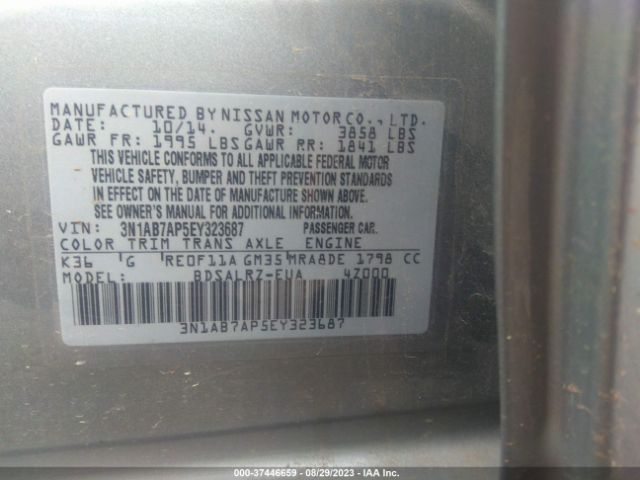 MANUFACTURED BY NISSAN MOTOR CO., LTD.
DATE: 10/14. GVWR: 3858 LBS
GAWR FR: 1995 LBS GAWR RR: 1841 LBS
THIS VEHICLE CONFORMS TO ALL APPLICABLE FEDERAL MOTOR
VEHICLE SAFETY, BUMPER AND THEFT PREVENTION STANDARDS
IN EFFECT ON THE DATE OF MANUFACTURE SHOWN ABOVE.
SEE OWNER'S MANUAL FOR ADDITIONAL INFORMATION.
VIN: 3N1AB7AP5EY323687 PASSENGER CAR.
COLOR TRIM TRANS AXLE ENGINE
K36 G RE0F11A GM35 MRA8DE 1798 CC
MODEL: BDSALRZ-EUA 4Z000
3N1AB7AP5EY323687
000-37446659 - 08/29/2023 - IAA Inc.